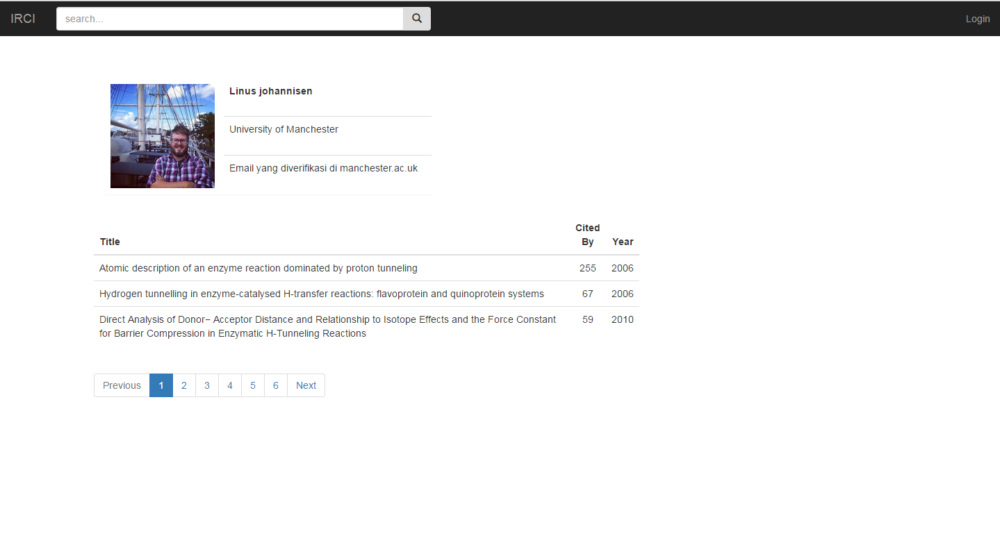 IRCI search... Login
Linus johannisen
University of Manchester
Email yang diverifikasi di manchester.ac.uk
Title Cited By Year
Atomic description of an enzyme reaction dominated by proton tunneling 255 2006
Hydrogen tunnelling in enzyme-catalysed H-transfer reactions: flavoprotein and quinoprotein systems 67 2006
Direct Analysis of Donor− Acceptor Distance and Relationship to Isotope Effects and the Force Constant 59 2010
for Barrier Compression in Enzymatic H-Tunneling Reactions
Previous 1 2 3 4 5 6 Next